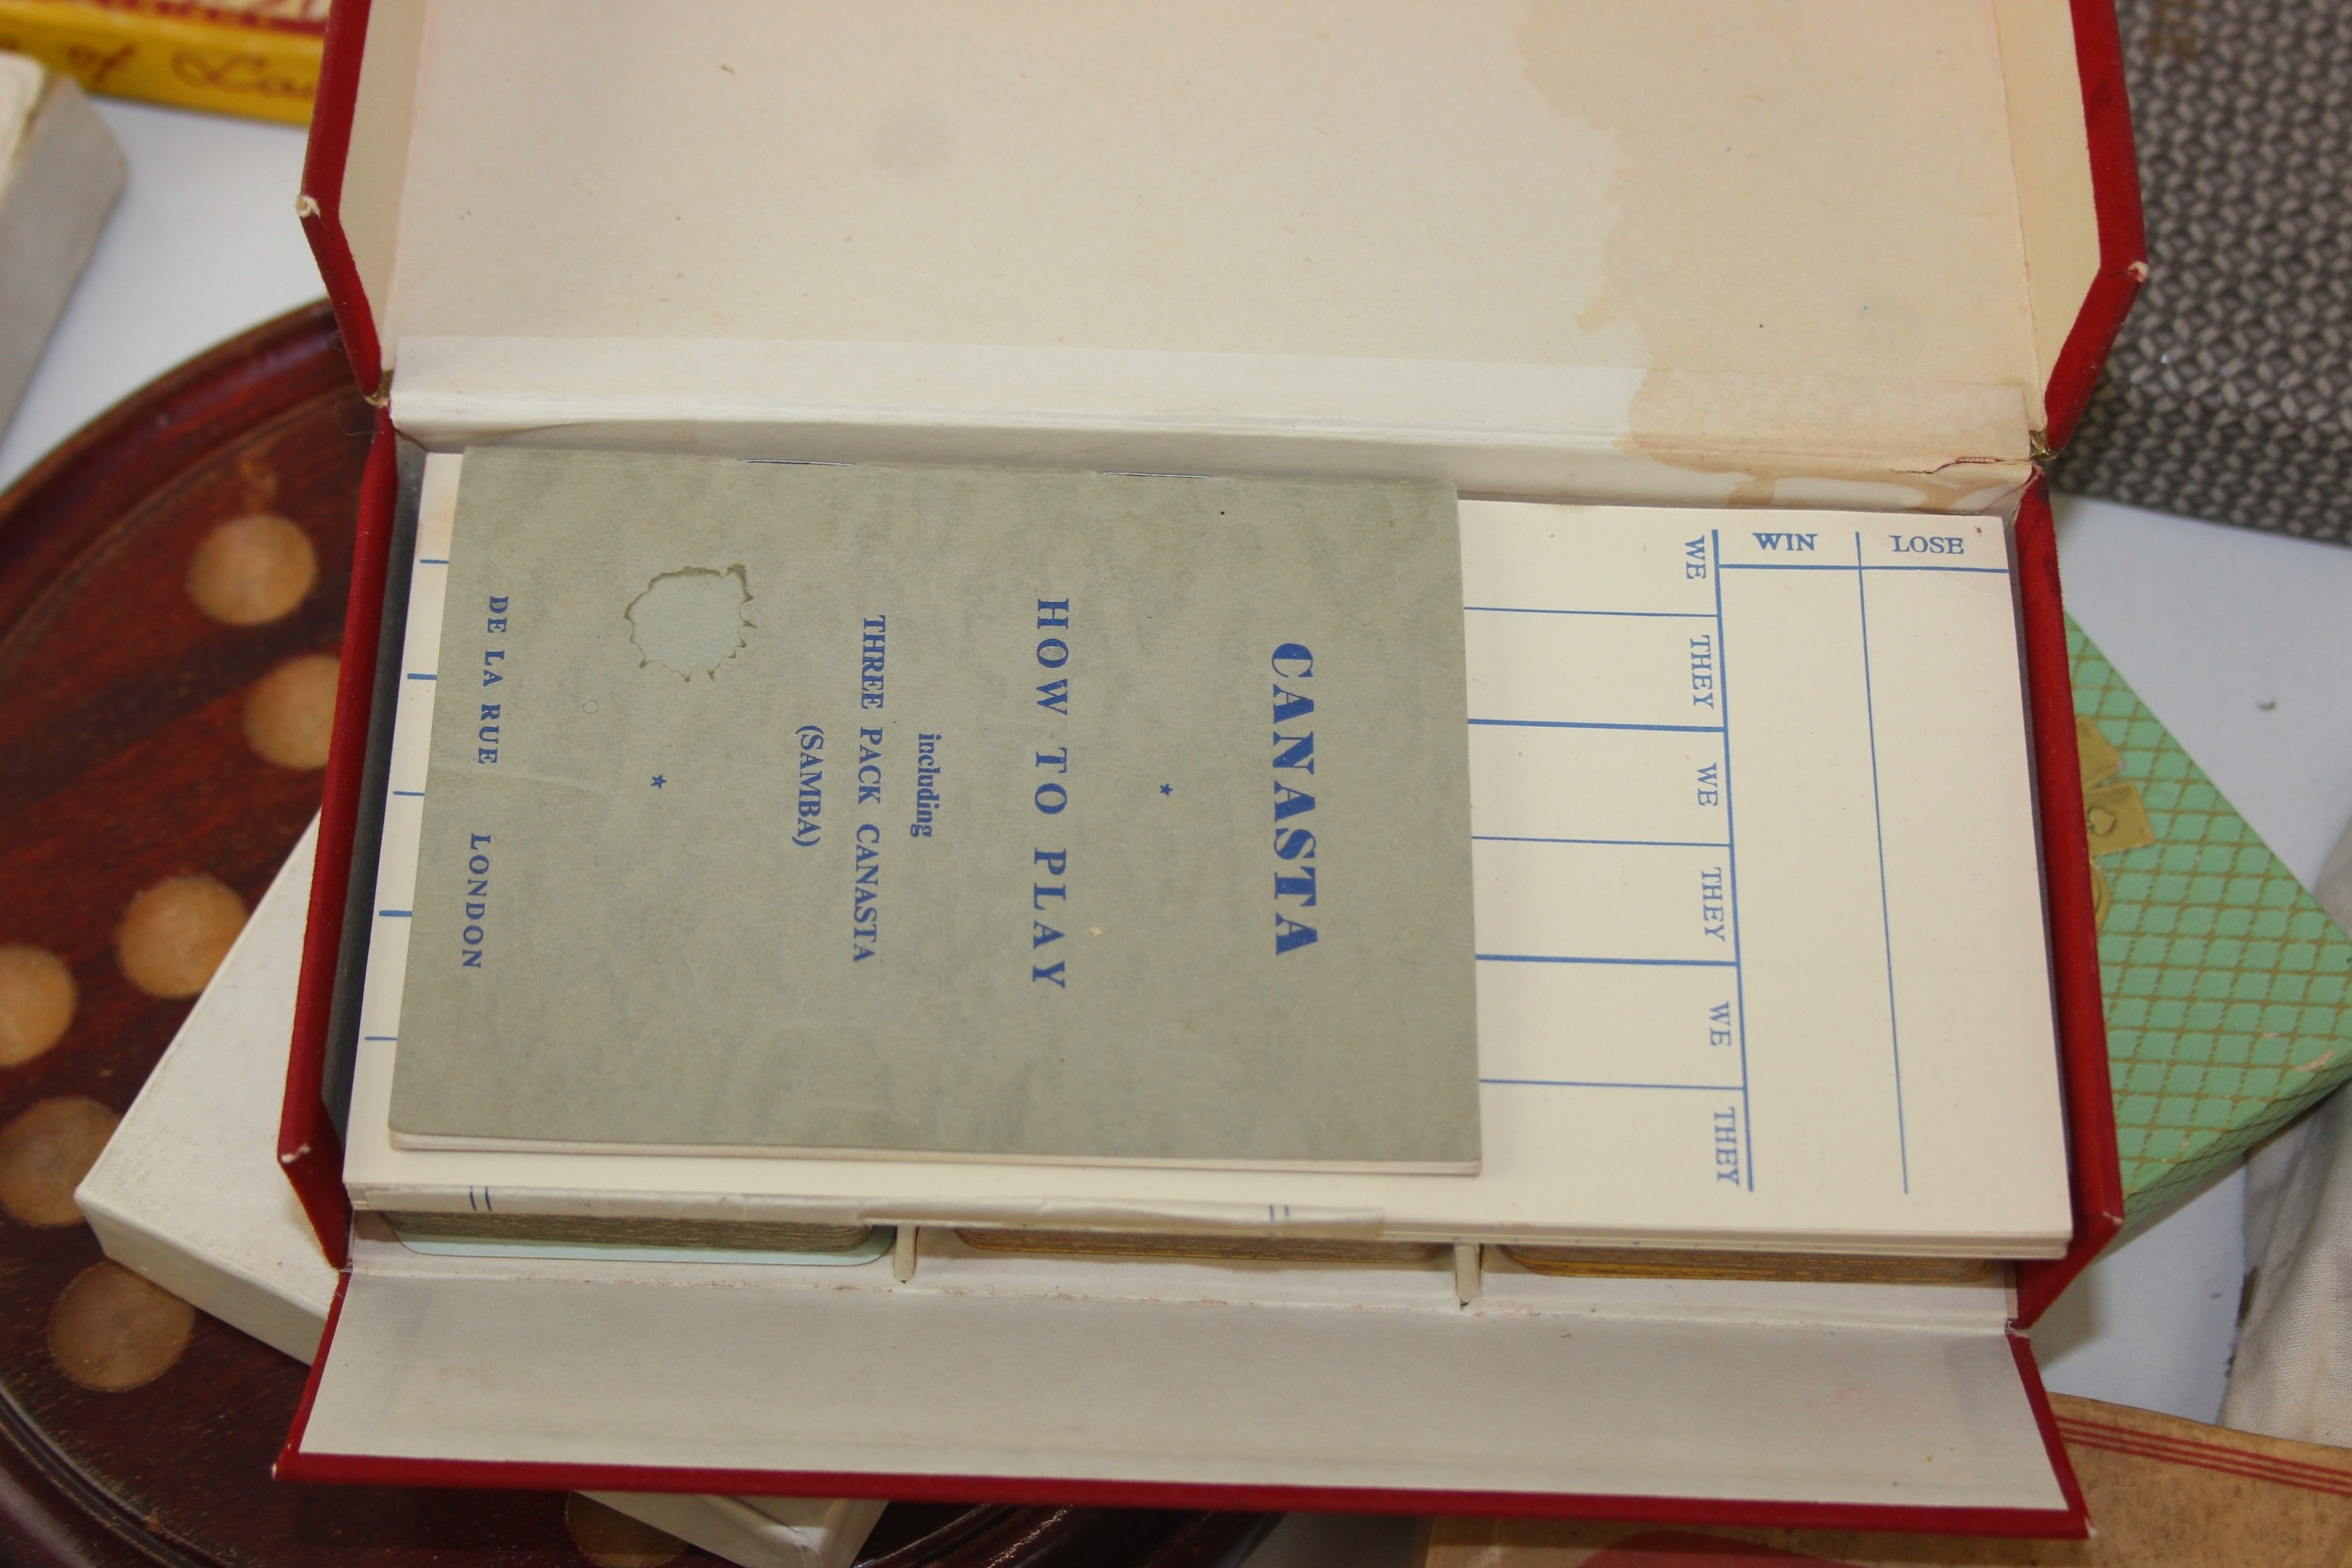 CANASTA
HOW TO PLAY
including
THREE PACK CANASTA
(SAMBA)
DE LA RUE LONDON
WIN LOSE
WE THEY WE THEY WE THEY
of